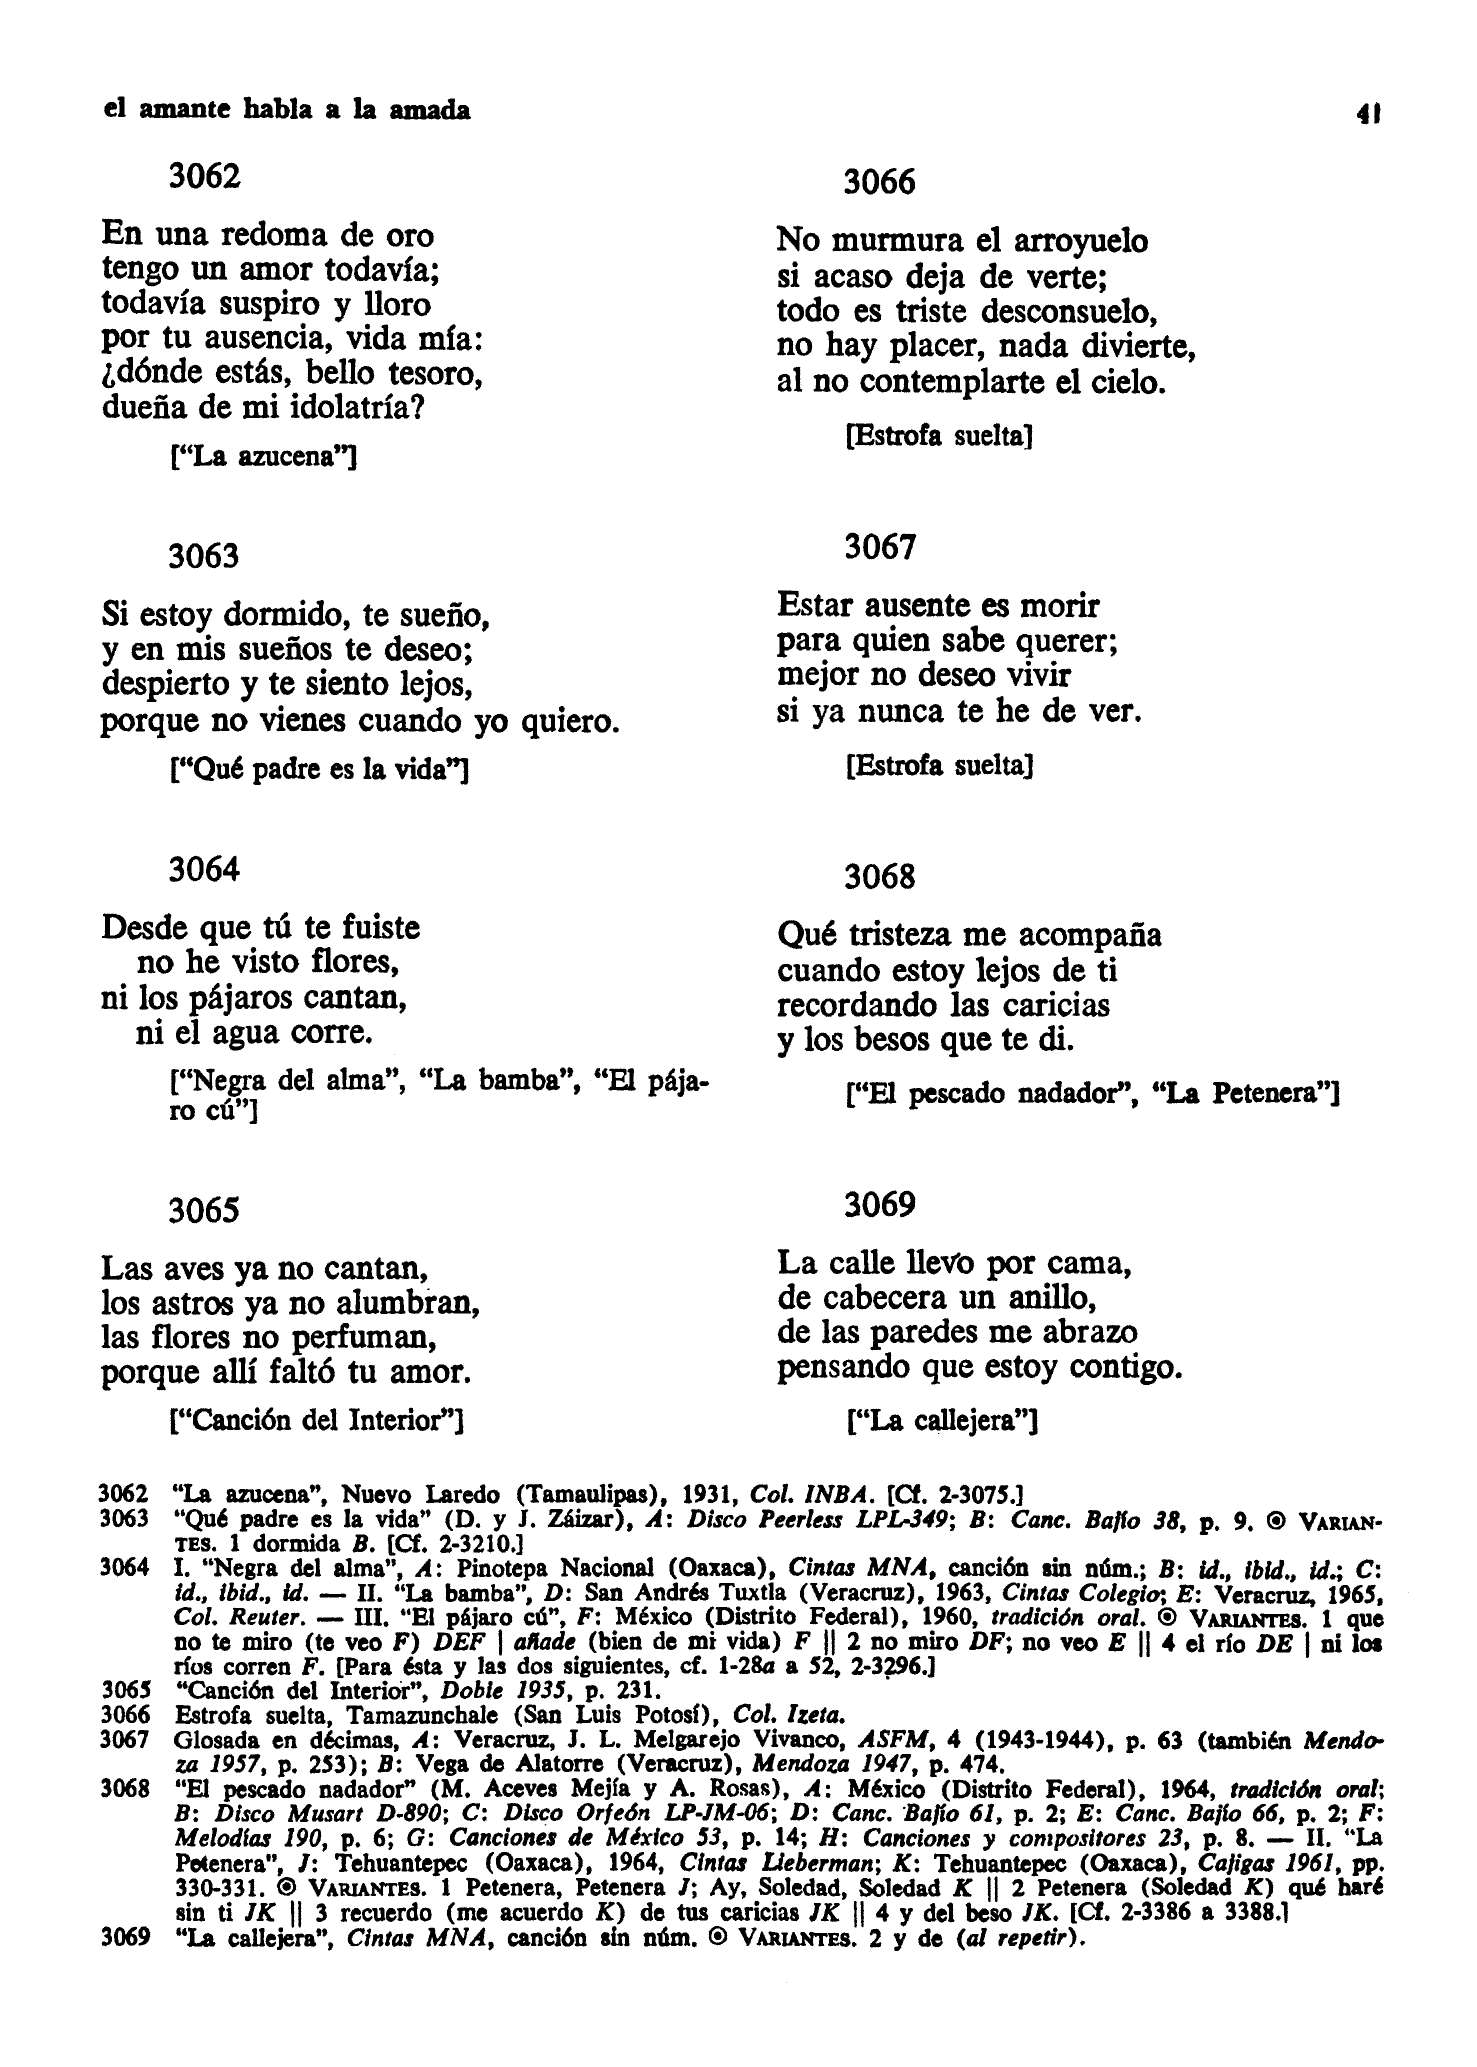 el amante habla a la amada
41
3062
En una redoma de oro
tengo un amor todavía;
todavía suspiro y lloro
por tu ausencia, vida mía:
¿dónde estás, bello tesoro,
dueña de mi idolatría?
[“La azucena”]
3063
Si estoy dormido, te sueño,
y en mis sueños te deseo;
despierto y te siento lejos,
porque no vienes cuando yo quiero.
[“Qué padre es la vida”]
3064
Desde que tú te fuiste
no he visto flores,
ni los pájaros cantan,
ni el agua corre.
[“Negra del alma”, “La bamba”, “El pája-
ro cú”]
3065
Las aves ya no cantan,
los astros ya no alumbran,
las flores no perfuman,
porque allí faltó tu amor.
[“Canción del Interior”]
3066
No murmura el arroyuelo
si acaso deja de verte;
todo es triste desconsuelo,
no hay placer, nada divierte,
al no contemplarte el cielo.
[Estrofa suelta]
3067
Estar ausente es morir
para quien sabe querer;
mejor no deseo vivir
si ya nunca te he de ver.
[Estrofa suelta]
3068
Qué tristeza me acompaña
cuando estoy lejos de ti
recordando las caricias
y los besos que te di.
[“El pescado nadador”, “La Petenera”]
3069
La calle llevo por cama,
de cabecera un anillo,
de las paredes me abrazo
pensando que estoy contigo.
[“La callejera”]
3062 “La azucena”, Nuevo Laredo (Tamaulipas), 1931, Col. INBA. [Cf. 2-3075.]
3063 “Qué padre es la vida” (D. y J. Záizar), A: Disco Peerless LPL-349; B: Canc. Bajío 38, p. 9. ⊙ VARIAN-
TES. 1 dormida B. [Cf. 2-3210.]
3064 I. “Negra del alma”, A: Pinotepa Nacional (Oaxaca), Cintas MNA, canción sin núm.; B: id., ibid., id.; C:
id., ibid., id. — II. “La bamba”, D: San Andrés Tuxtla (Veracruz), 1963, Cintas Colegio; E: Veracruz, 1965,
Col. Reuter. — III. “El pájaro cú”, F: México (Distrito Federal), 1960, tradición oral. ⊙ VARIANTES. 1 que
no te miro (te veo F) DEF | añade (bien de mi vida) F || 2 no miro DF; no veo E || 4 el río DE | ni los
ríos corren F. [Para ésta y las dos siguientes, cf. 1-28a a 52, 2-3296.]
3065 “Canción del Interior”, Dobie 1935, p. 231.
3066 Estrofa suelta, Tamazunchale (San Luis Potosí), Col. Izeta.
3067 Glosada en décimas, A: Veracruz, J. L. Melgarejo Vivanco, ASFM, 4 (1943-1944), p. 63 (también Mendo-
za 1957, p. 253); B: Vega de Alatorre (Veracruz), Mendoza 1947, p. 474.
3068 “El pescado nadador” (M. Aceves Mejía y A. Rosas), A: México (Distrito Federal), 1964, tradición oral;
B: Disco Musart D-890; C: Disco Orfeón LP-JM-06; D: Canc. Bajío 61, p. 2; E: Canc. Bajío 66, p. 2; F:
Melodías 190, p. 6; G: Canciones de México 53, p. 14; H: Canciones y compositores 23, p. 8. — II. “La
Petenera”, J: Tehuantepec (Oaxaca), 1964, Cintas Lieberman; K: Tehuantepec (Oaxaca), Cajigas 1961, pp.
330-331. ⊙ VARIANTES. 1 Petenera, Petenera J; Ay, Soledad, Soledad K || 2 Petenera (Soledad K) qué haré
sin ti JK || 3 recuerdo (me acuerdo K) de tus caricias JK || 4 y del beso JK. [Cf. 2-3386 a 3388.]
3069 “La callejera”, Cintas MNA, canción sin núm. ⊙ VARIANTES. 2 y de (al repetir).